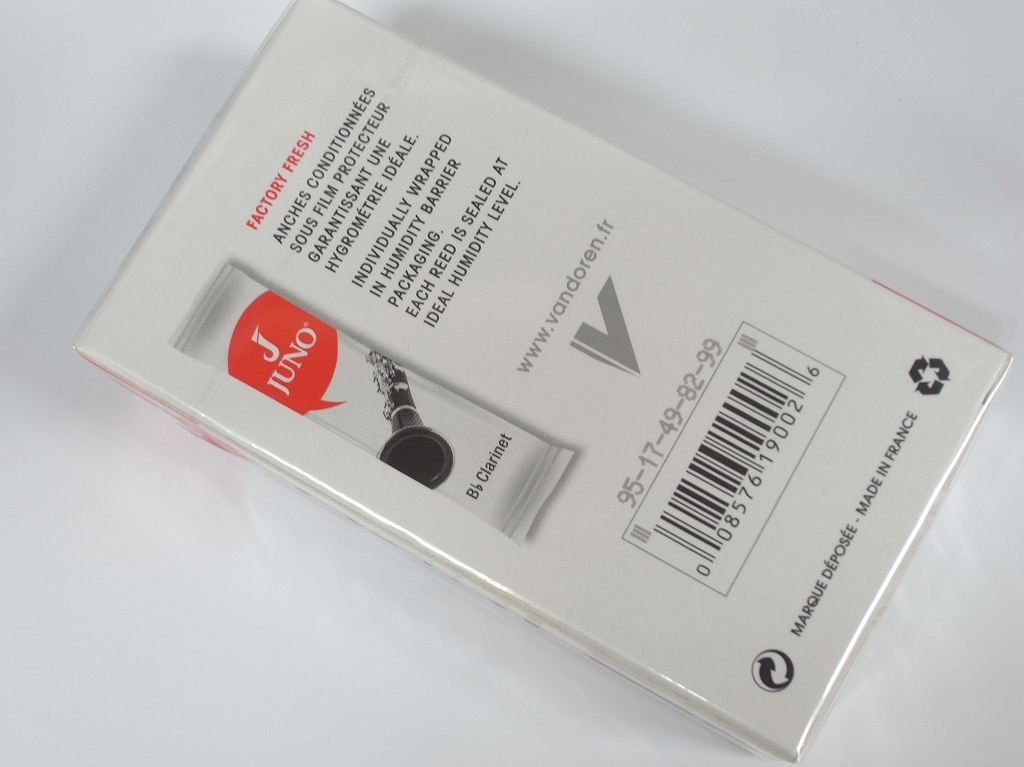 FACTORY FRESH
ANCHES CONDITIONNÉES
SOUS FILM PROTECTEUR
GARANTISSANT UNE
HYGROMÉTRIE IDÉALE.
INDIVIDUALLY WRAPPED
IN HUMIDITY BARRIER
PACKAGING.
EACH REED IS SEALED AT
IDEAL HUMIDITY LEVEL.
J
JUNO®
B♭ Clarinet
www.vandoren.fr
V
95-17-49-82-99
0 08576 19002 6
MARQUE DÉPOSÉE - MADE IN FRANCE